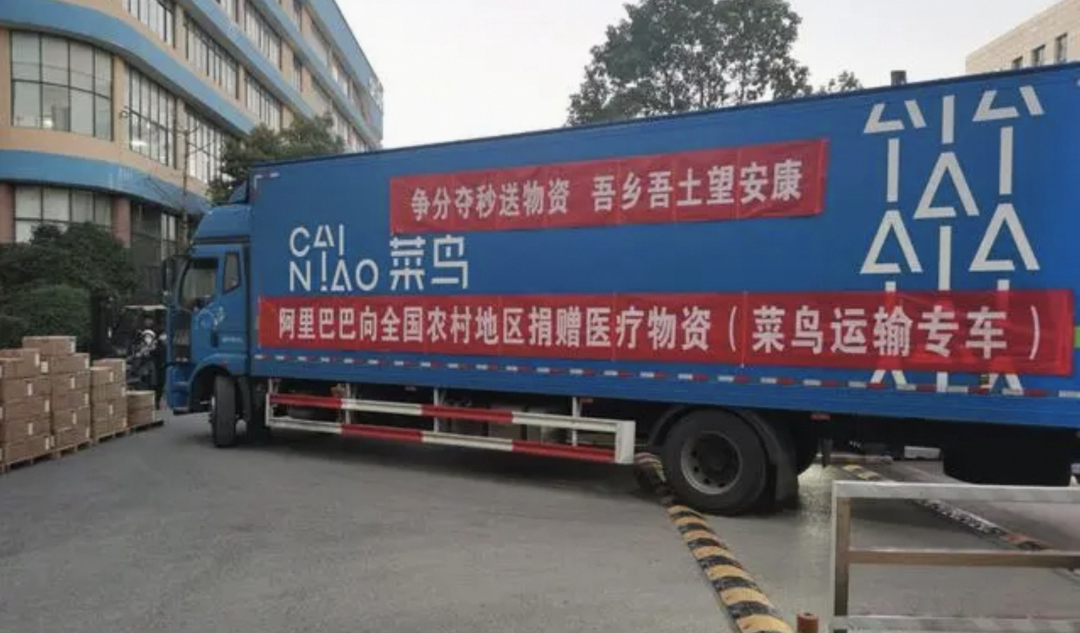 争分夺秒送物资 吾乡吾土望安康
CAI
NIAO 菜鸟
阿里巴巴向全国农村地区捐赠医疗物资（菜鸟运输专车）